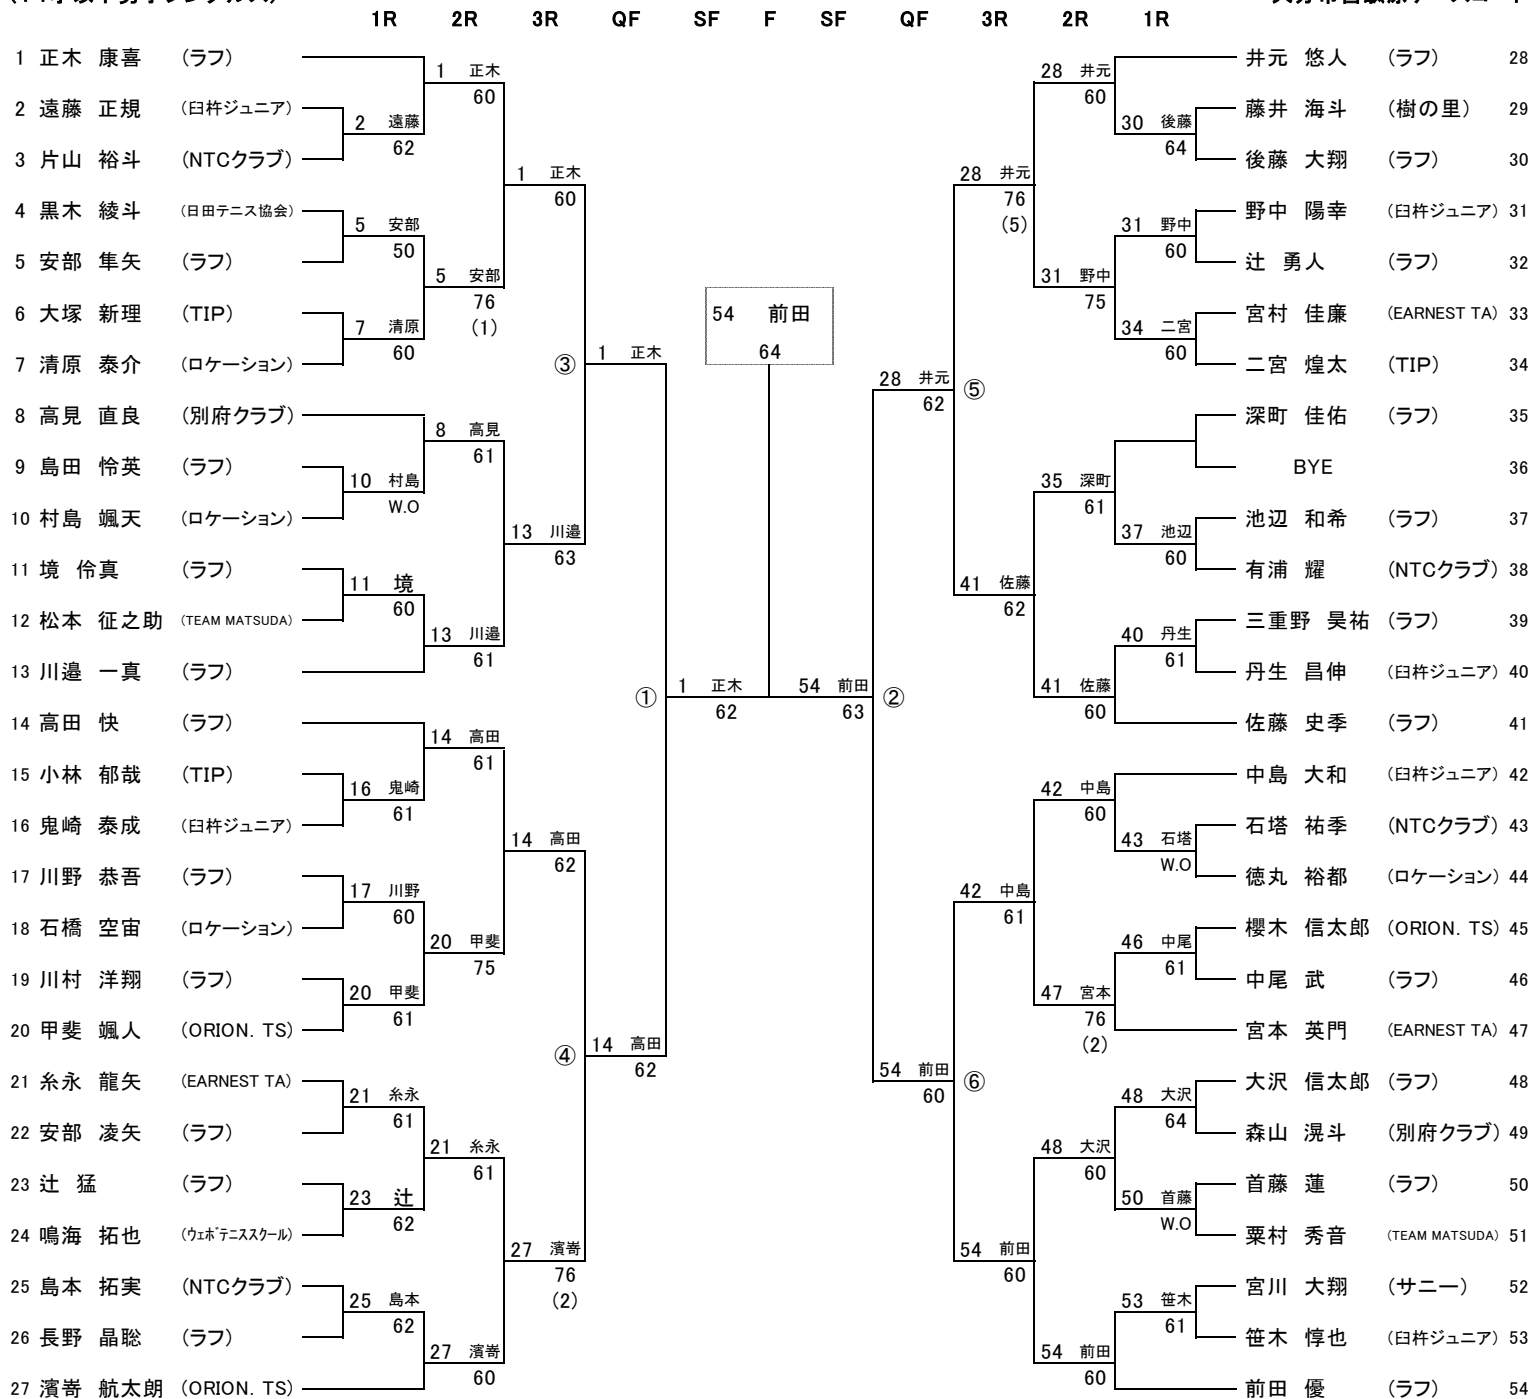 1R 2R 3R QF SF F SF QF 3R 2R 1R
1 正木 康喜 (ラフ)
2 遠藤 正規 (臼杵ジュニア)
3 片山 裕斗 (NTCクラブ)
4 黒木 綾斗 (日田テニス協会)
5 安部 隼矢 (ラフ)
6 大塚 新理 (TIP)
7 清原 泰介 (ロケーション)
8 高見 直良 (別府クラブ)
9 島田 怜英 (ラフ)
10 村島 颯天 (ロケーション)
11 境 伶真 (ラフ)
12 松本 征之助 (TEAM MATSUDA)
13 川邉 一真 (ラフ)
14 高田 快 (ラフ)
15 小林 郁哉 (TIP)
16 鬼崎 泰成 (臼杵ジュニア)
17 川野 恭吾 (ラフ)
18 石橋 空宙 (ロケーション)
19 川村 洋翔 (ラフ)
20 甲斐 颯人 (ORION. TS)
21 糸永 龍矢 (EARNEST TA)
22 安部 凌矢 (ラフ)
23 辻 猛 (ラフ)
24 鳴海 拓也 (ウェボテニススクール)
25 島本 拓実 (NTCクラブ)
26 長野 晶聡 (ラフ)
27 濱嵜 航太朗 (ORION. TS)
2 遠藤
62
5 安部
50
7 清原
60
10 村島
W.O
11 境
60
16 鬼崎
61
17 川野
60
20 甲斐
61
21 糸永
61
23 辻
62
25 島本
62
1 正木
60
5 安部
76
(1)
8 高見
61
13 川邉
61
14 高田
61
20 甲斐
75
21 糸永
61
27 濱嵜
60
1 正木
60
13 川邉
63
14 高田
62
27 濱嵜
76
(2)
③
1 正木
④
14 高田
62
①
1 正木
62
54 前田
64
54 前田
63
②
28 井元
62
⑤
54 前田
60
⑥
28 井元
76
(5)
41 佐藤
62
42 中島
61
54 前田
60
28 井元
60
31 野中
75
35 深町
61
41 佐藤
60
42 中島
60
47 宮本
76
(2)
48 大沢
60
54 前田
60
30 後藤
64
31 野中
60
34 二宮
60
37 池辺
60
40 丹生
61
43 石塔
W.O
46 中尾
61
48 大沢
64
50 首藤
W.O
53 笹木
61
井元 悠人 (ラフ) 28
藤井 海斗 (樹の里) 29
後藤 大翔 (ラフ) 30
野中 陽幸 (臼杵ジュニア) 31
辻 勇人 (ラフ) 32
宮村 佳廉 (EARNEST TA) 33
二宮 煌太 (TIP) 34
深町 佳佑 (ラフ) 35
BYE 36
池辺 和希 (ラフ) 37
有浦 耀 (NTCクラブ) 38
三重野 昊祐 (ラフ) 39
丹生 昌伸 (臼杵ジュニア) 40
佐藤 史季 (ラフ) 41
中島 大和 (臼杵ジュニア) 42
石塔 祐季 (NTCクラブ) 43
徳丸 裕都 (ロケーション) 44
櫻木 信太郎 (ORION. TS) 45
中尾 武 (ラフ) 46
宮本 英門 (EARNEST TA) 47
大沢 信太郎 (ラフ) 48
森山 滉斗 (別府クラブ) 49
首藤 蓮 (ラフ) 50
粟村 秀音 (TEAM MATSUDA) 51
宮川 大翔 (サニー) 52
笹木 惇也 (臼杵ジュニア) 53
前田 優 (ラフ) 54